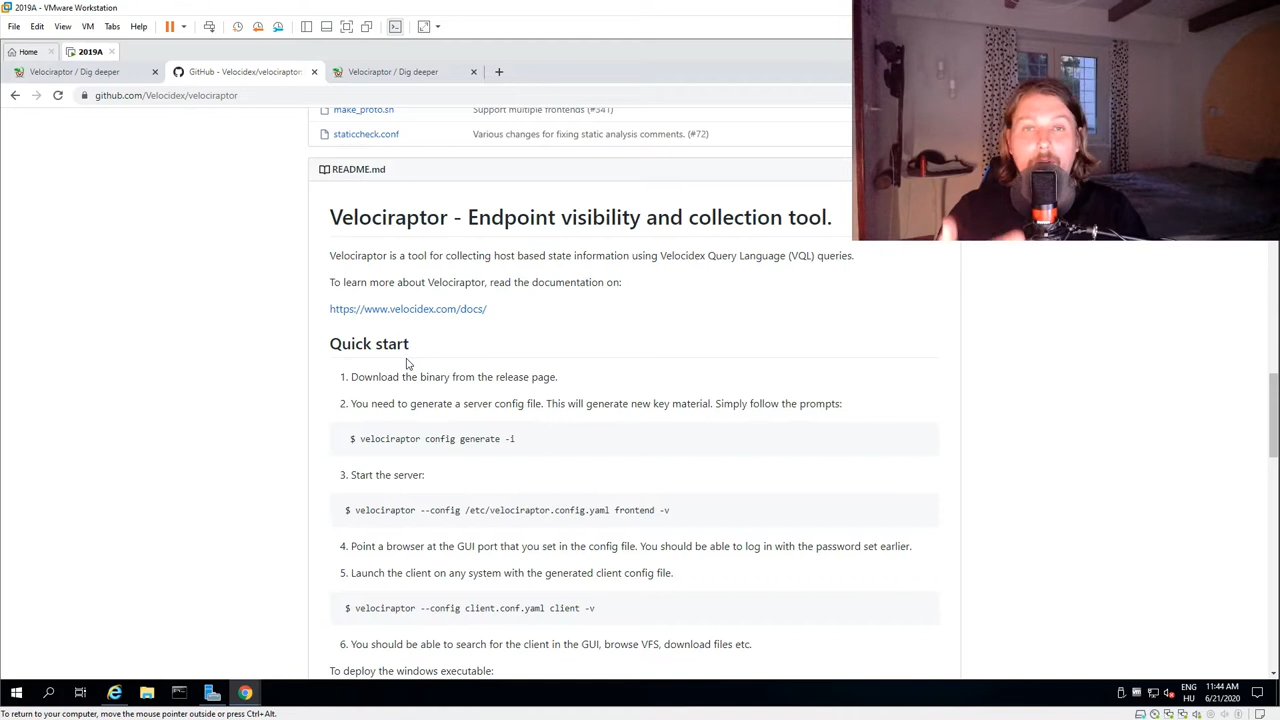 2019A - VMware Workstation
File Edit View VM Tabs Help
Home 2019A
Velociraptor / Dig deeper GitHub - Velocidex/velociraptor: Velociraptor / Dig deeper
github.com/Velocidex/velociraptor
make_proto.sh Support multiple frontends (#341)
staticcheck.conf Various changes for fixing static analysis comments. (#72)
README.md
Velociraptor - Endpoint visibility and collection tool.
Velociraptor is a tool for collecting host based state information using Velocidex Query Language (VQL) queries.
To learn more about Velociraptor, read the documentation on:
https://www.velocidex.com/docs/
Quick start
1. Download the binary from the release page.
2. You need to generate a server config file. This will generate new key material. Simply follow the prompts:
$ velociraptor config generate -i
3. Start the server:
$ velociraptor --config /etc/velociraptor.config.yaml frontend -v
4. Point a browser at the GUI port that you set in the config file. You should be able to log in with the password set earlier.
5. Launch the client on any system with the generated client config file.
$ velociraptor --config client.conf.yaml client -v
6. You should be able to search for the client in the GUI, browse VFS, download files etc.
To deploy the windows executable:
ENG 11:44 AM
HU 6/21/2020
To return to your computer, move the mouse pointer outside or press Ctrl+Alt.